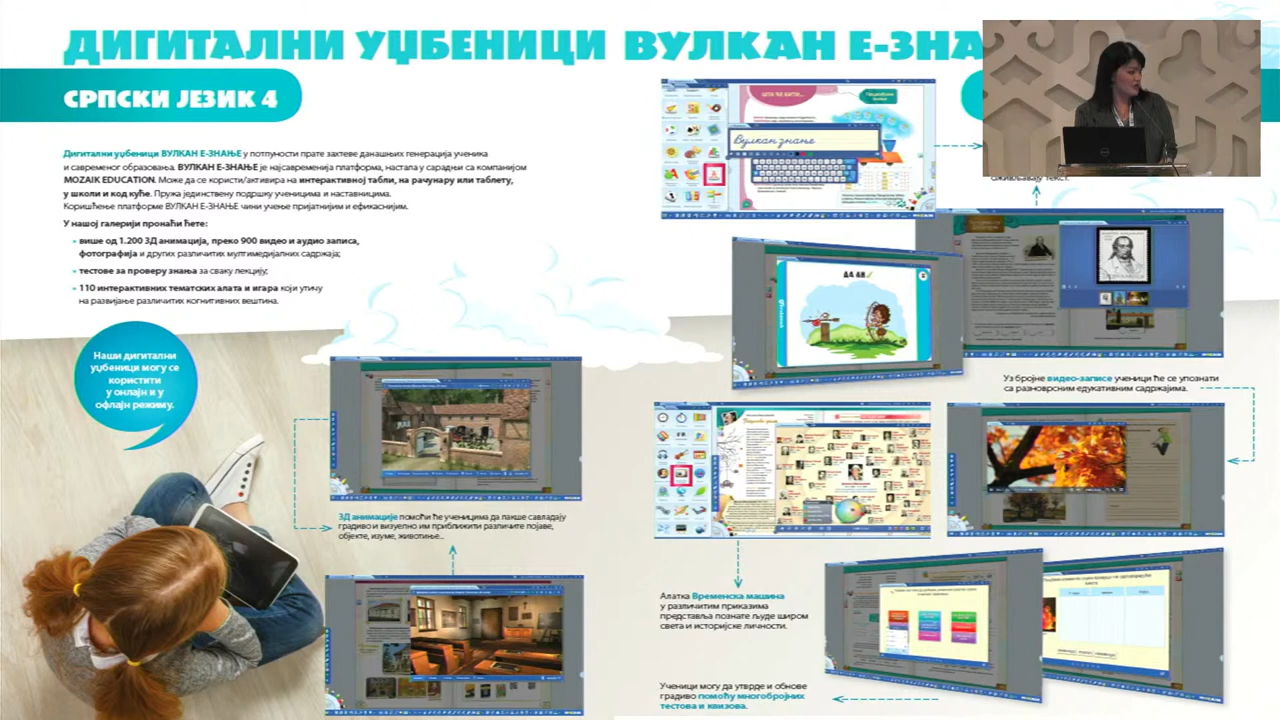 ДИГИТАЛНИ УЏБЕНИЦИ ВУЛКАН Е-ЗНА
СРПСКИ ЈЕЗИК 4
Дигитални уџбеници ВУЛКАН Е-ЗНАЊЕ у потпуности прате захтеве данашњих генерација ученика
и савременог образовања. ВУЛКАН Е-ЗНАЊЕ је најсавременија платформа, настала у сарадњи са компанијом
MOZAIK EDUCATION. Може да се користи/активира на интерактивној табли, на рачунару или таблету,
у школи и код куће. Пружа јединствену подршку ученицима и наставницима.
Коришћење платформе ВУЛКАН Е-ЗНАЊЕ чини учење пријатнијим и ефикаснијим.
У нашој галерији пронаћи ћете:
• више од 1.200 3Д анимација, преко 900 видео и аудио записа,
фотографија и других различитих мултимедијалних садржаја;
• тестове за проверу знања за сваку лекцију;
• 110 интерактивних тематских алата и игара који утичу
на развијање различитих когнитивних вештина.
Наши дигитални
уџбеници могу се
користити
у онлајн и у
офлајн режиму.
3Д анимације помоћи ће ученицима да лакше савладају
градиво и визуелно им приближити различите појаве,
објекте, изуме, животиње...
Вулкан знање
оживљавају текст.
ДА ЛИ ✓
Уз бројне видео-записе ученици ће се упознати
са разноврсним едукативним садржајима.
Алатка Временска машина
у различитим приказима
представља познате људе широм
света и историјске личности.
Ученици могу да утврде и обнове
градиво помоћу многобројних
тестова и квизова.